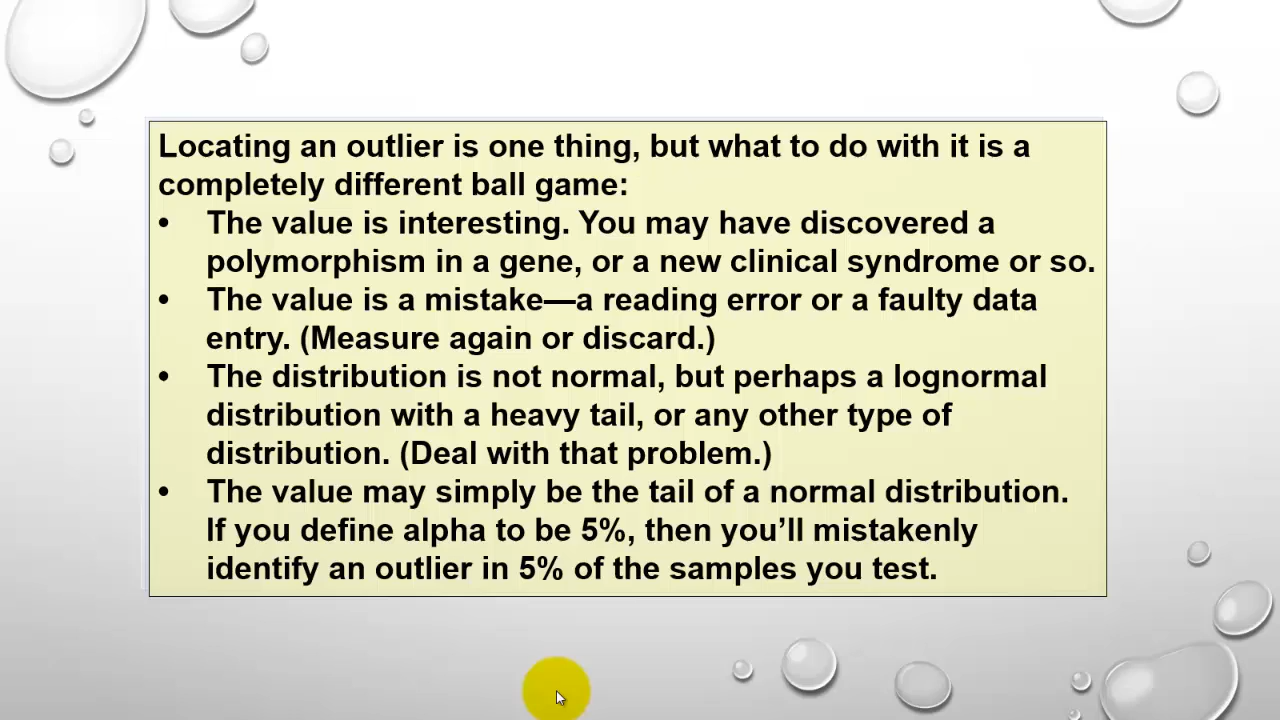 Locating an outlier is one thing, but what to do with it is a
completely different ball game:
• The value is interesting. You may have discovered a
polymorphism in a gene, or a new clinical syndrome or so.
• The value is a mistake—a reading error or a faulty data
entry. (Measure again or discard.)
• The distribution is not normal, but perhaps a lognormal
distribution with a heavy tail, or any other type of
distribution. (Deal with that problem.)
• The value may simply be the tail of a normal distribution.
If you define alpha to be 5%, then you’ll mistakenly
identify an outlier in 5% of the samples you test.